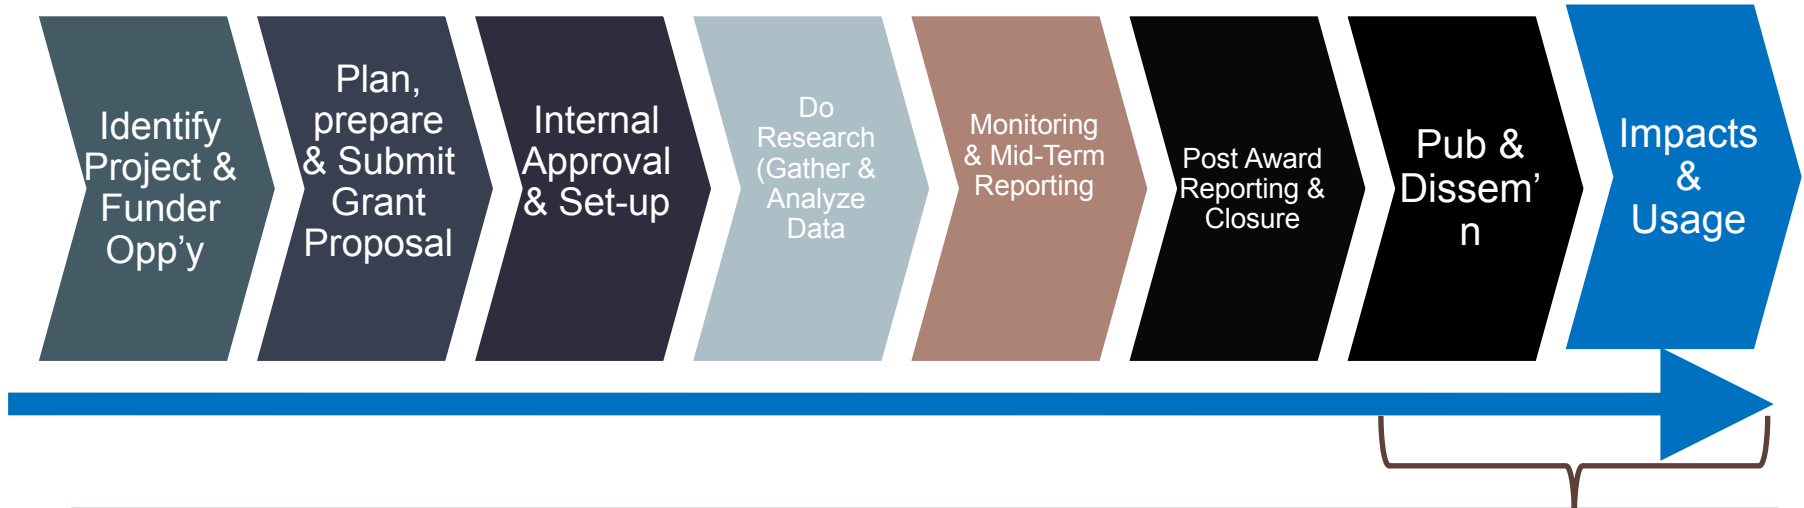 Identify
Project &
Funder
Opp’y
Plan,
prepare
& Submit
Grant
Proposal
Internal
Approval
& Set-up
Do
Research
(Gather &
Analyze
Data
Monitoring
& Mid-Term
Reporting
Post Award
Reporting &
Closure
Pub &
Dissem’
n
Impacts
&
Usage